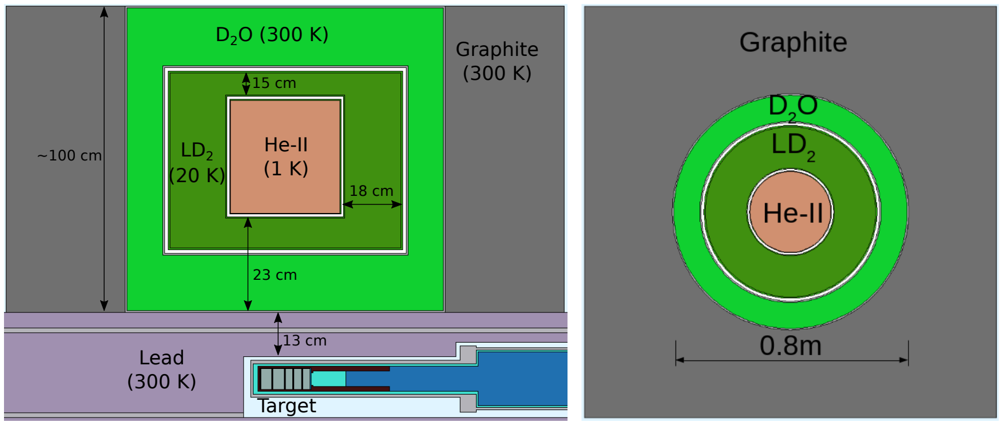 D₂O (300 K)
Graphite
(300 K)
15 cm
~100 cm
LD₂
(20 K)
He-II
(1 K)
18 cm
23 cm
13 cm
Lead
(300 K)
Target
Graphite
D₂O
LD₂
He-II
0.8m